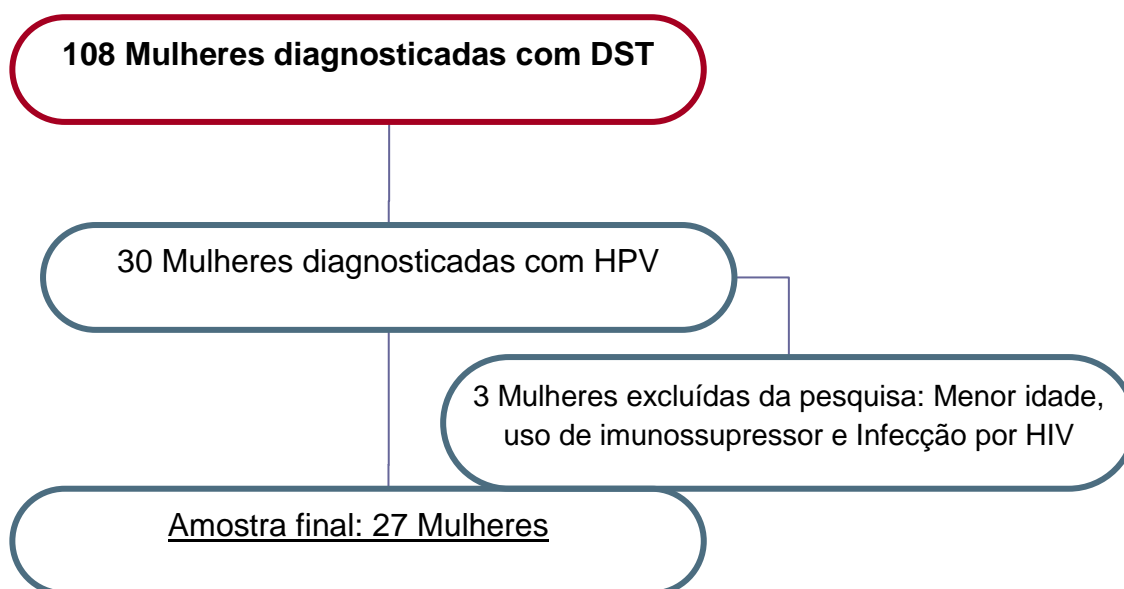 108 Mulheres diagnosticadas com DST
30 Mulheres diagnosticadas com HPV
3 Mulheres excluídas da pesquisa: Menor idade,
uso de imunossupressor e Infecção por HIV
Amostra final: 27 Mulheres